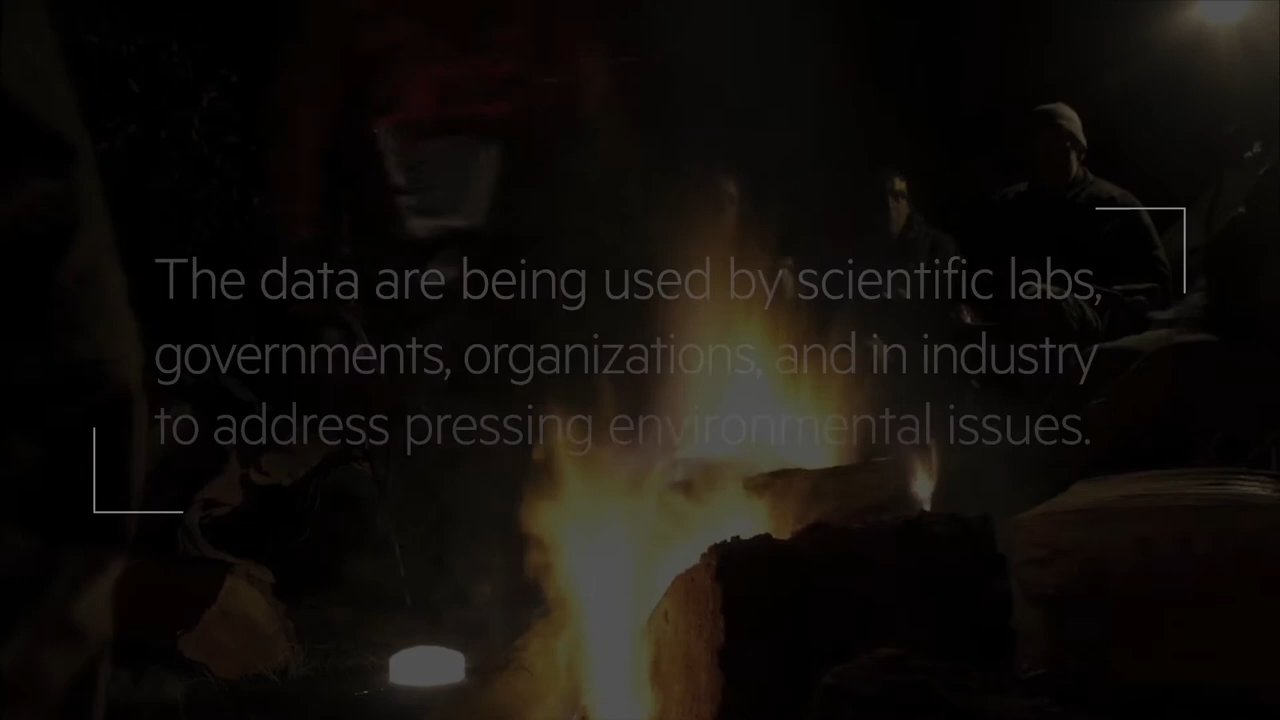 The data are being used by scientific labs,
governments, organizations, and in industry
to address pressing environmental issues.